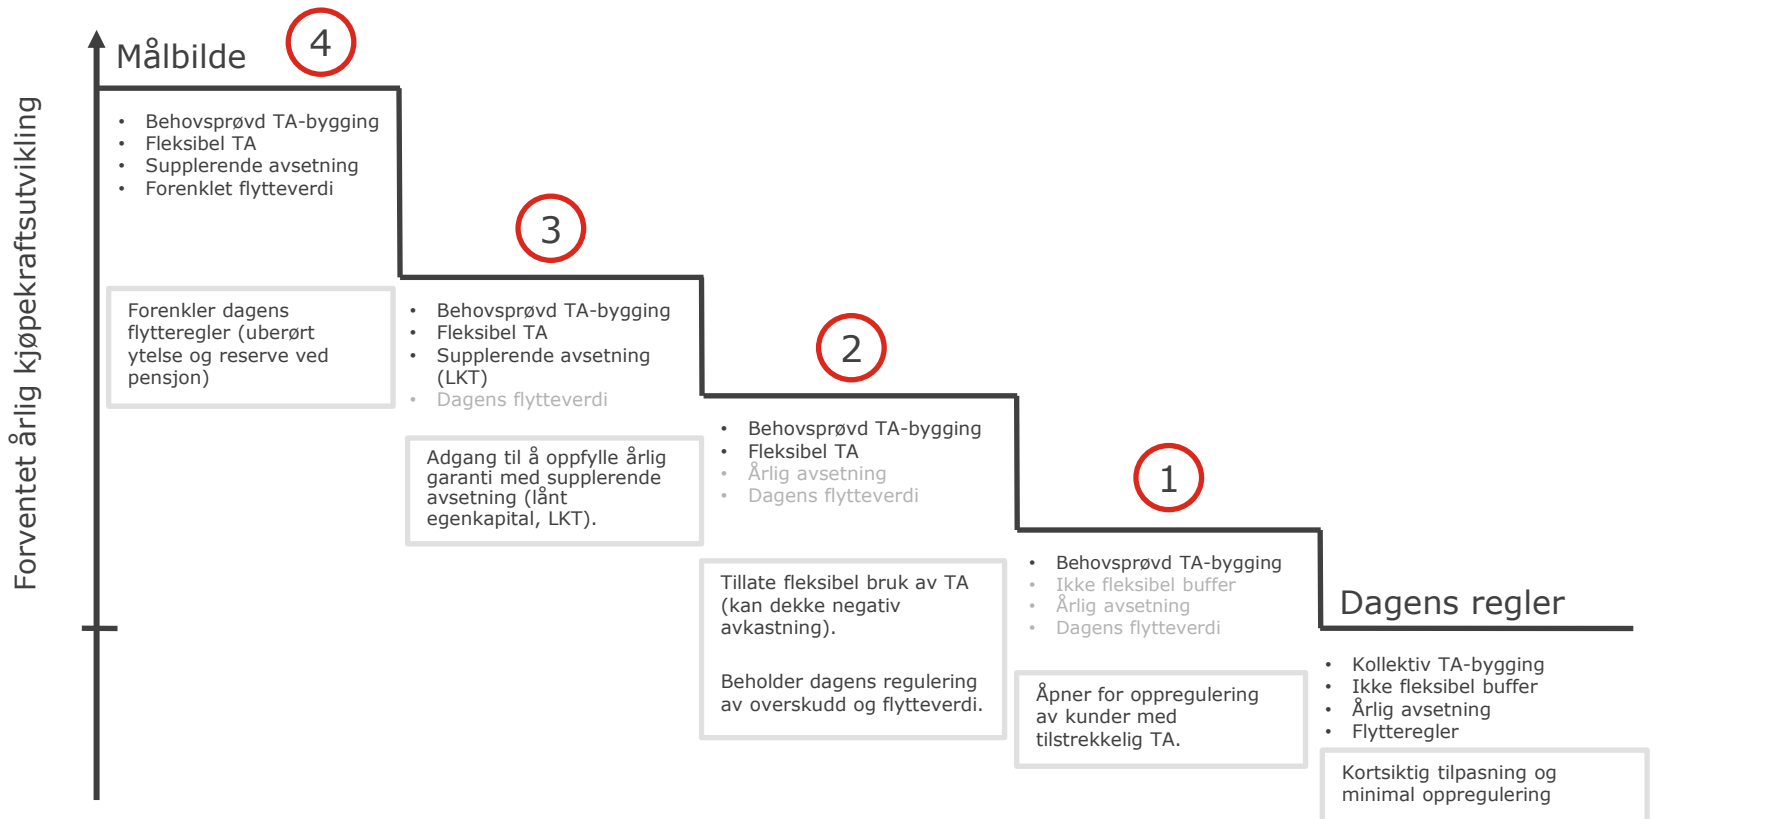 Forventet årlig kjøpekraftsutvikling
Målbilde
4
• Behovsprøvd TA-bygging
• Fleksibel TA
• Supplerende avsetning
• Forenklet flytteverdi
Forenkler dagens
flytteregler (uberørt
ytelse og reserve ved
pensjon)
3
• Behovsprøvd TA-bygging
• Fleksibel TA
• Supplerende avsetning
(LKT)
• Dagens flytteverdi
Adgang til å oppfylle årlig
garanti med supplerende
avsetning (lånt
egenkapital, LKT).
2
• Behovsprøvd TA-bygging
• Fleksibel TA
• Årlig avsetning
• Dagens flytteverdi
Tillate fleksibel bruk av TA
(kan dekke negativ
avkastning).
Beholder dagens regulering
av overskudd og flytteverdi.
1
• Behovsprøvd TA-bygging
• Ikke fleksibel buffer
• Årlig avsetning
• Dagens flytteverdi
Åpner for oppregulering
av kunder med
tilstrekkelig TA.
Dagens regler
• Kollektiv TA-bygging
• Ikke fleksibel buffer
• Årlig avsetning
• Flytteregler
Kortsiktig tilpasning og
minimal oppregulering